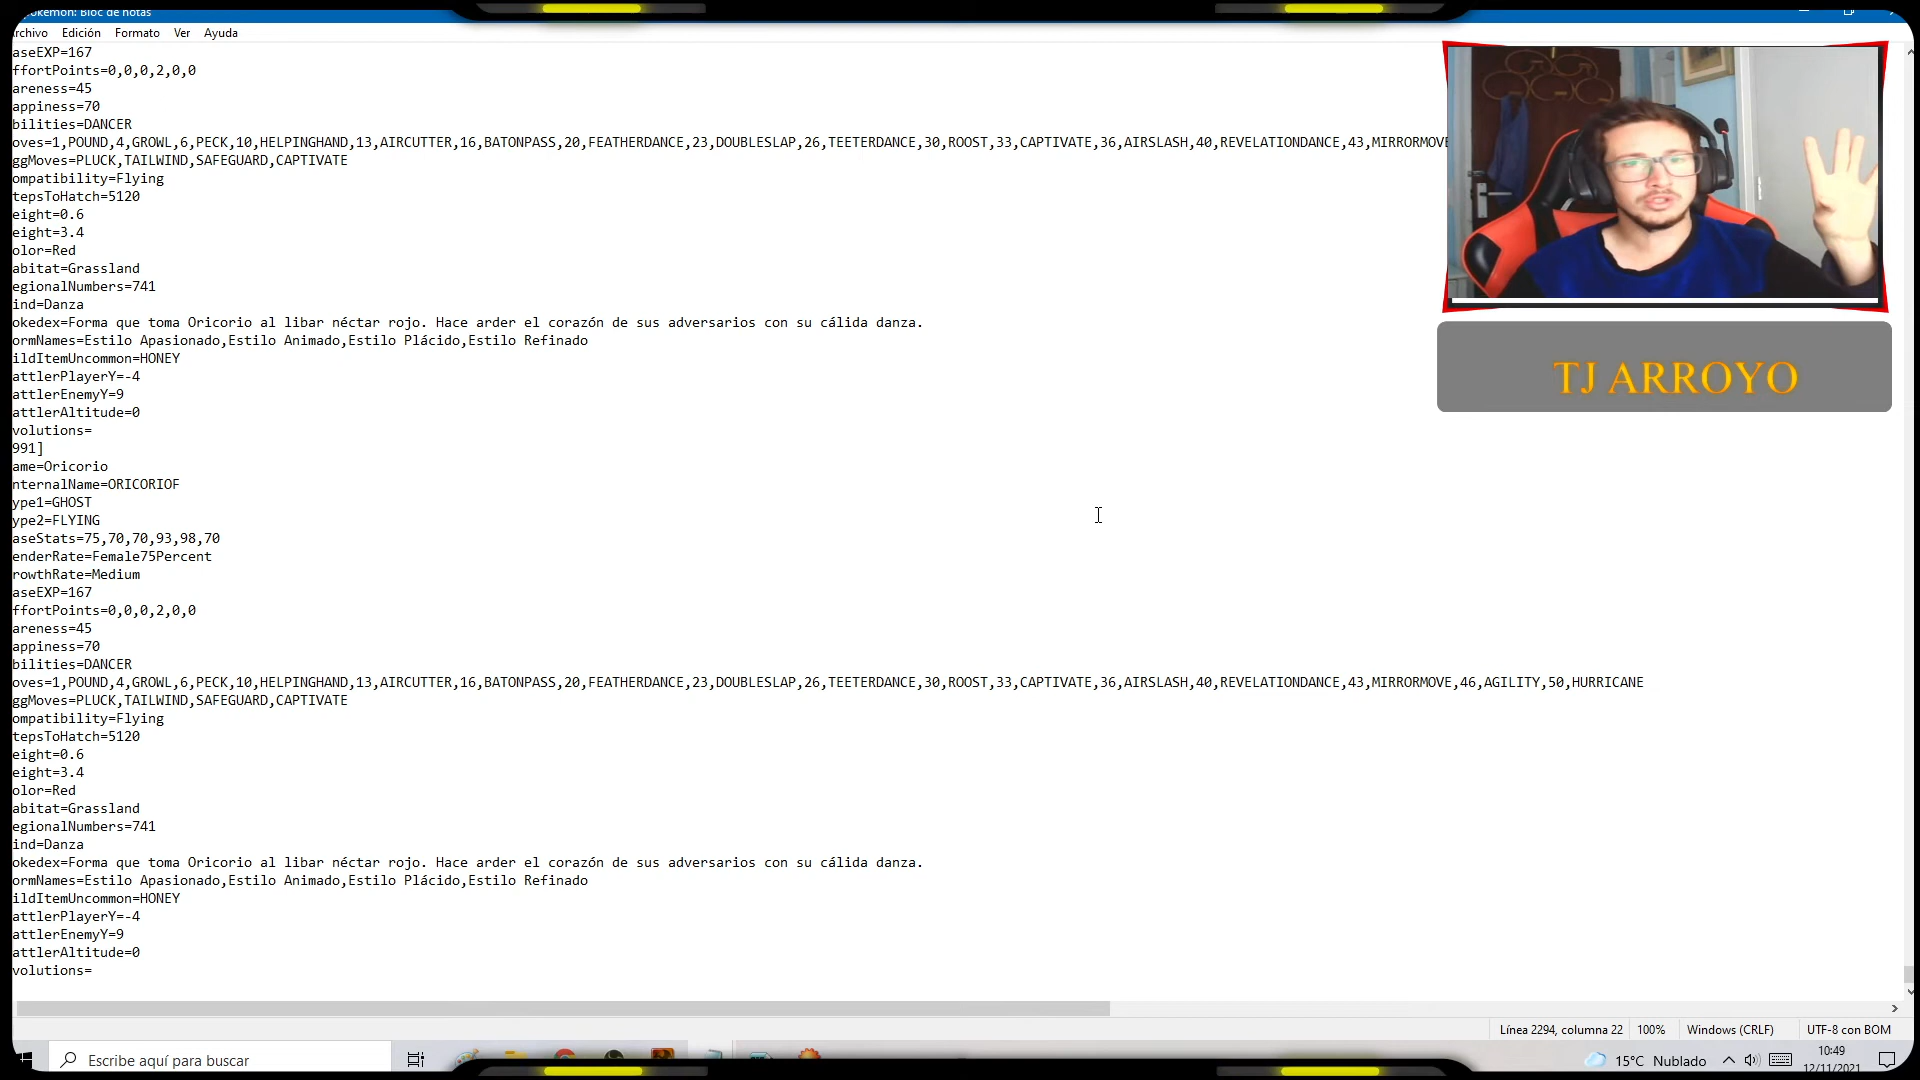 pokemon: Bloc de notas
rchivo Edición Formato Ver Ayuda
aseEXP=167
ffortPoints=0,0,0,2,0,0
areness=45
appiness=70
bilities=DANCER
oves=1,POUND,4,GROWL,6,PECK,10,HELPINGHAND,13,AIRCUTTER,16,BATONPASS,20,FEATHERDANCE,23,DOUBLESLAP,26,TEETERDANCE,30,ROOST,33,CAPTIVATE,36,AIRSLASH,40,REVELATIONDANCE,43,MIRRORMOVE
ggMoves=PLUCK,TAILWIND,SAFEGUARD,CAPTIVATE
ompatibility=Flying
tepsToHatch=5120
eight=0.6
eight=3.4
olor=Red
abitat=Grassland
egionalNumbers=741
ind=Danza
okedex=Forma que toma Oricorio al libar néctar rojo. Hace arder el corazón de sus adversarios con su cálida danza.
ormNames=Estilo Apasionado,Estilo Animado,Estilo Plácido,Estilo Refinado
ildItemUncommon=HONEY
attlerPlayerY=-4
attlerEnemyY=9
attlerAltitude=0
volutions=
991]
ame=Oricorio
nternalName=ORICORIOF
ype1=GHOST
ype2=FLYING
aseStats=75,70,70,93,98,70
enderRate=Female75Percent
rowthRate=Medium
aseEXP=167
ffortPoints=0,0,0,2,0,0
areness=45
appiness=70
bilities=DANCER
oves=1,POUND,4,GROWL,6,PECK,10,HELPINGHAND,13,AIRCUTTER,16,BATONPASS,20,FEATHERDANCE,23,DOUBLESLAP,26,TEETERDANCE,30,ROOST,33,CAPTIVATE,36,AIRSLASH,40,REVELATIONDANCE,43,MIRRORMOVE,46,AGILITY,50,HURRICANE
ggMoves=PLUCK,TAILWIND,SAFEGUARD,CAPTIVATE
ompatibility=Flying
tepsToHatch=5120
eight=0.6
eight=3.4
olor=Red
abitat=Grassland
egionalNumbers=741
ind=Danza
okedex=Forma que toma Oricorio al libar néctar rojo. Hace arder el corazón de sus adversarios con su cálida danza.
ormNames=Estilo Apasionado,Estilo Animado,Estilo Plácido,Estilo Refinado
ildItemUncommon=HONEY
attlerPlayerY=-4
attlerEnemyY=9
attlerAltitude=0
volutions=
TJ ARROYO
Línea 2294, columna 22 100% Windows (CRLF) UTF-8 con BOM
Escribe aquí para buscar
15°C Nublado
10:49
12/11/2021